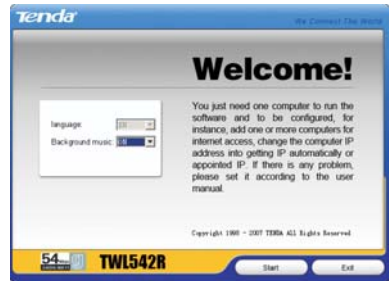 Tenda
We Connect The World
Welcome!
You just need one computer to run the
software and to be configured, for
instance, add one or more computers for
internet access, change the computer IP
address into getting IP automatically or
appointed IP. If there is any problem,
please set it according to the user
manual.
language:
Background music:
Copyright 1998 - 2007 TENDA All Rights Reserved
54
TWL542R
Start
Exit